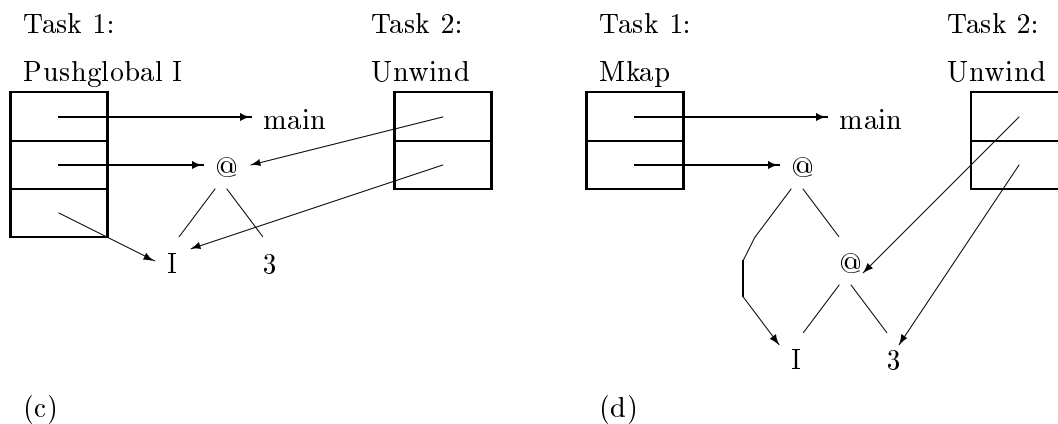 Task 1:
Task 2:
Pushglobal I
Unwind
main
@
I
3
(c)
Task 1:
Task 2:
Mkap
Unwind
main
@
@
I
3
(d)